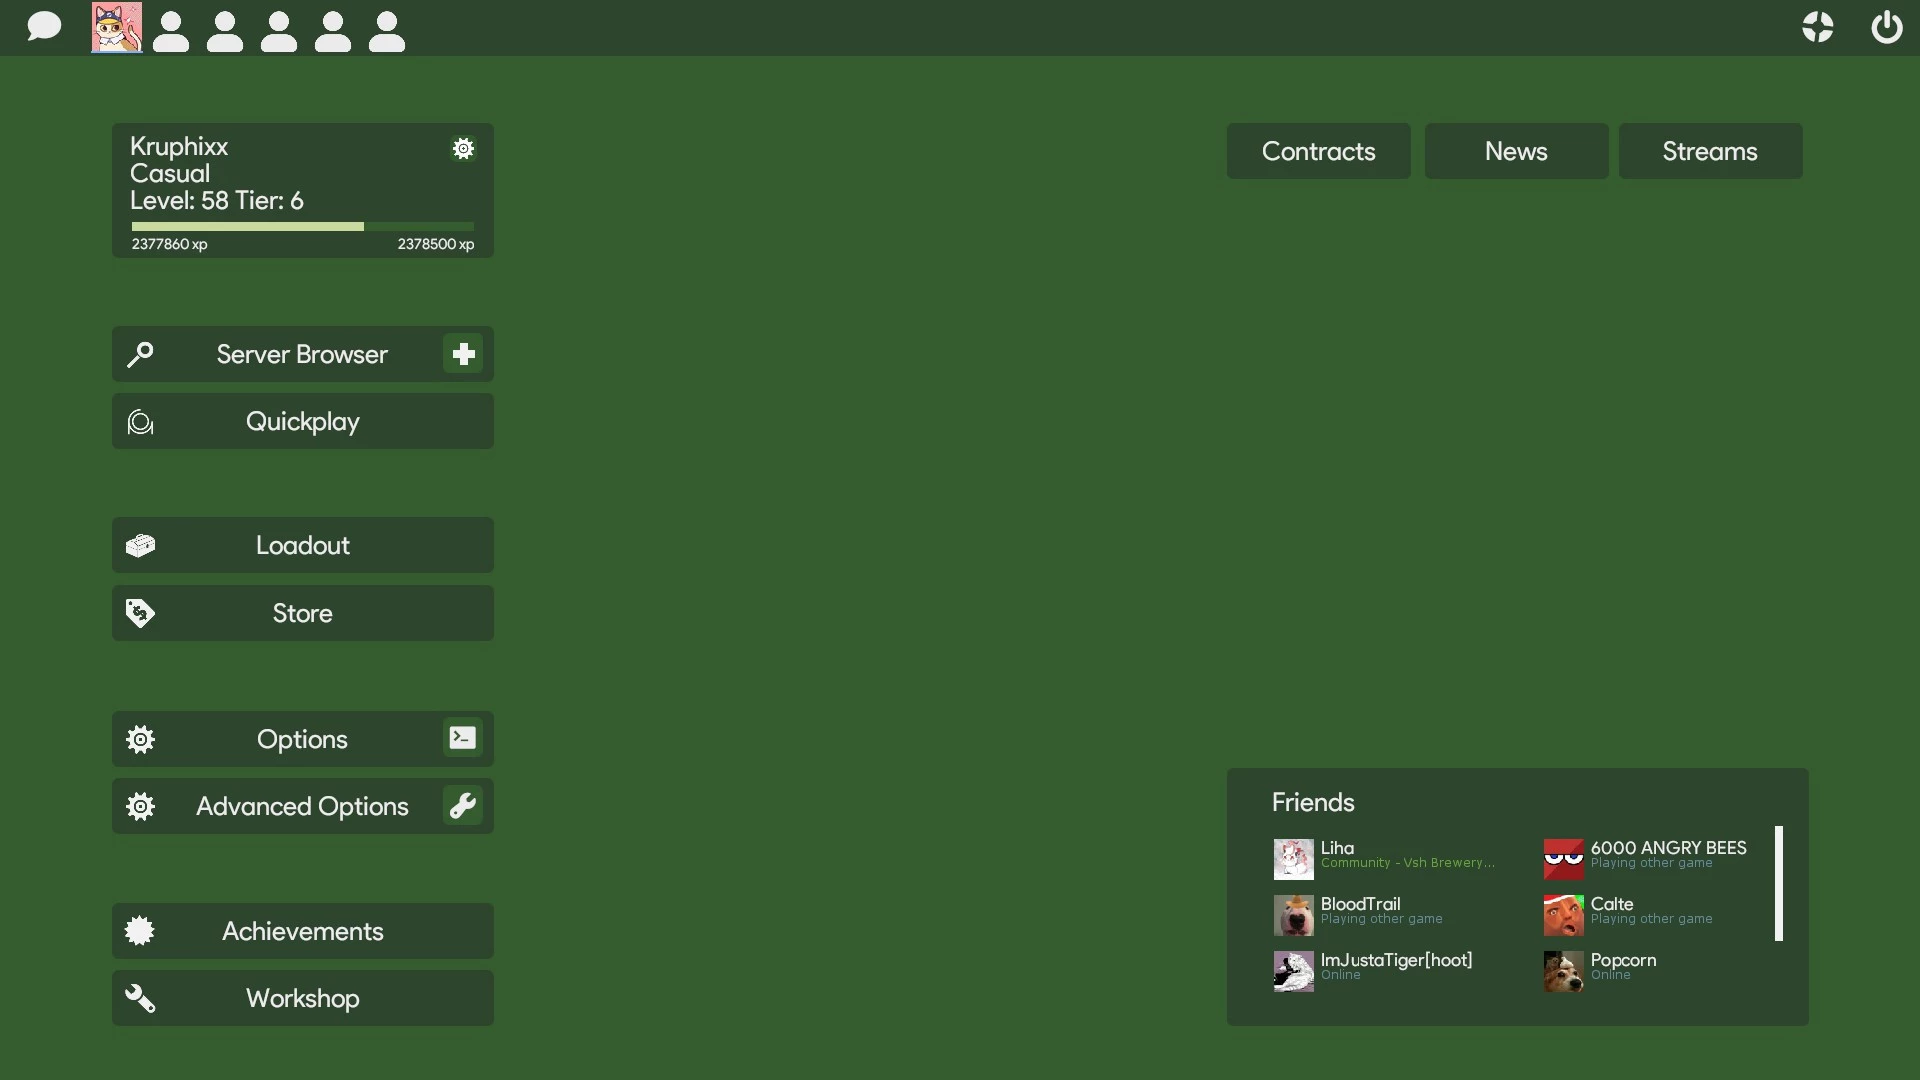 Kruphixx
Casual
Level: 58 Tier: 6
2377860 xp
2378500 xp
Contracts
News
Streams
Server Browser
Quickplay
Loadout
Store
Options
Advanced Options
Achievements
Workshop
Friends
Liha
Community - Vsh Brewery...
6000 ANGRY BEES
Playing other game
BloodTrail
Playing other game
Calte
Playing other game
ImJustaTiger[hoot]
Online
Popcorn
Online